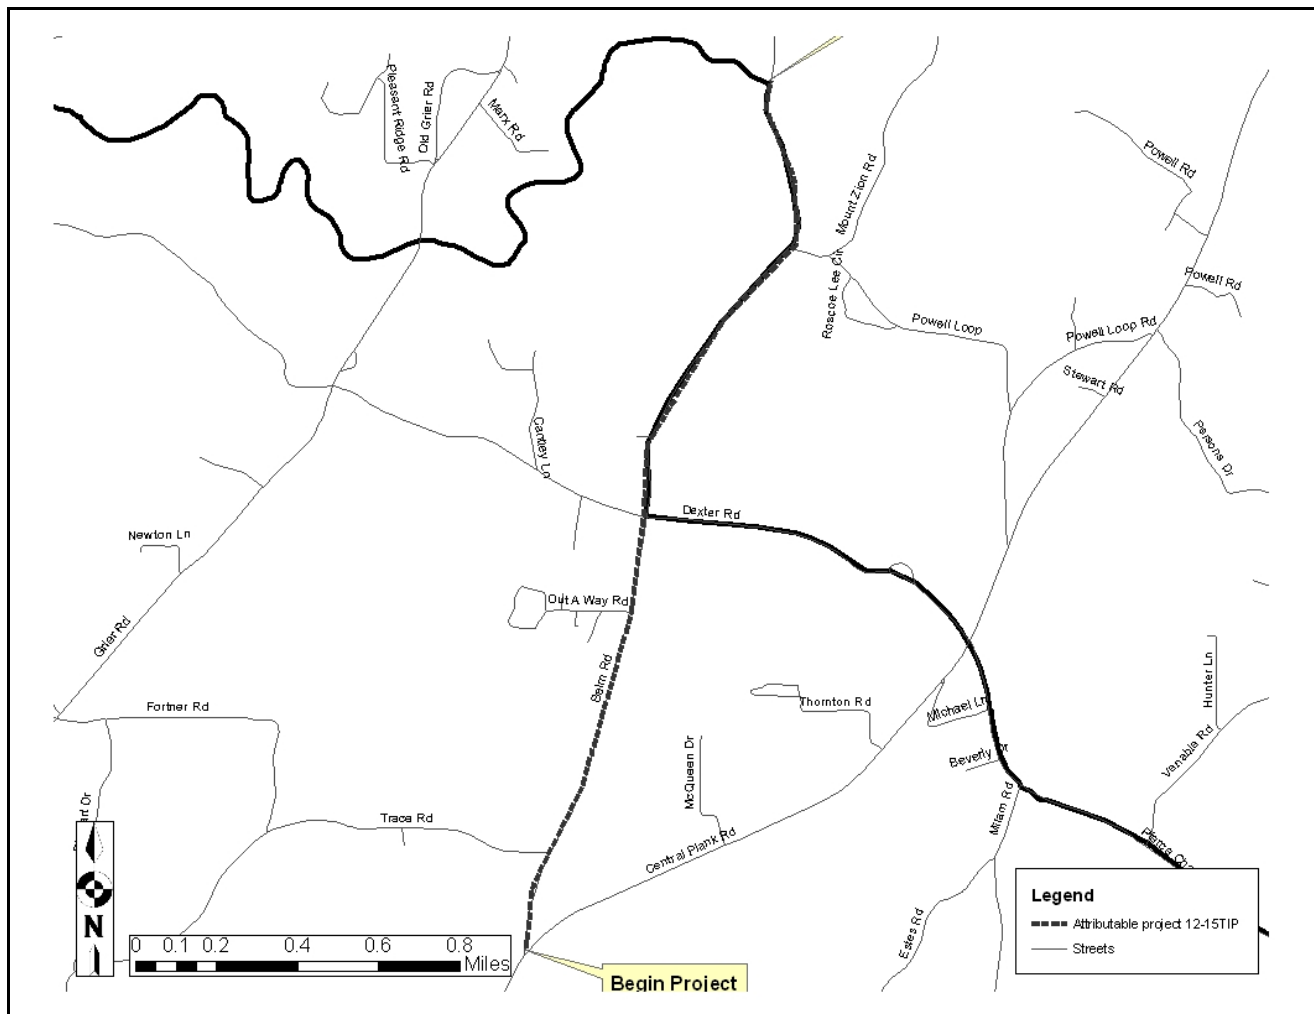 Pleasant Ridge Rd
Old Grier Rd
Marx Rd
Mount Zion Rd
Powell Rd
Roscoe Lee Cir
Powell Rd
Powell Loop
Powell Loop Rd
Stewart Rd
Cantley Ln
Persons Dr
Dexter Rd
Newton Ln
Out A Way Rd
Grier Rd
Selm Rd
Hunter Ln
Fortner Rd
Thornton Rd
Michael Ln
Venable Rd
McQueen Dr
Beverly Dr
Milam Rd
Trace Rd
Central Plank Rd
Pierce
Estes Rd
Legend
Attributable project 12-15TIP
Streets
N
0 0.1 0.2 0.4 0.6 0.8
Miles
Begin Project